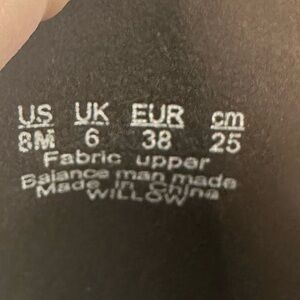 US UK EUR cm
8M 6 38 25
Fabric upper
Balance man made
Made in China
WILLOW